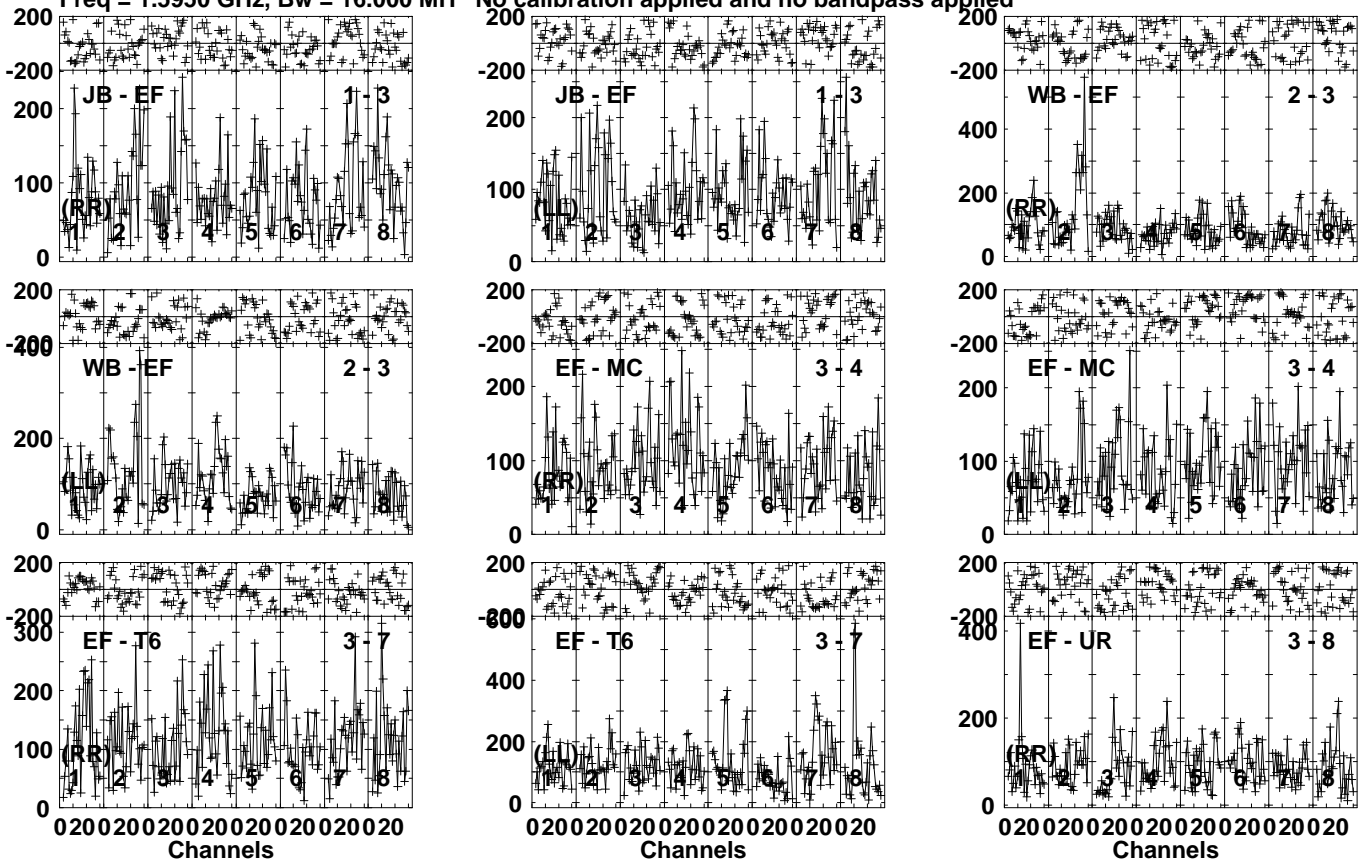 Freq = 1.5950 GHz, Bw = 16.000 MH No calibration applied and no bandpass applied
200 200 200
-200 -200 -200
JB - EF 1 - 3 JB - EF 1 - 3 WB - EF 2 - 3
200 200 400
100 100 200
(RR) (LL) (RR)
1 2 3 4 5 6 7 8 1 2 3 4 5 6 7 8 1 2 3 4 5 6 7 8
0 0 0
200 200 200
-200 -200 -200
400
WB - EF 2 - 3 EF - MC 3 - 4 EF - MC 3 - 4
200 200 200
100 100
(LL) (RR) (LL)
1 2 3 4 5 6 7 8 1 2 3 4 5 6 7 8 1 2 3 4 5 6 7 8
0 0 0
200 200 200
-200 -200 -200
300 600 400
EF - T6 3 - 7 EF - T6 3 - 7 EF - UR 3 - 8
200 400 200
100 200
(RR) (LL) (RR)
1 2 3 4 5 6 7 8 1 2 3 4 5 6 7 8 1 2 3 4 5 6 7 8
0 0 0
0 20 0 20 0 20 0 20 0 20 0 20 0 20 0 20 0 20 0 20 0 20 0 20 0 20 0 20 0 20 0 20 0 20 0 20 0 20 0 20 0 20 0 20 0 20 0 20
Channels Channels Channels